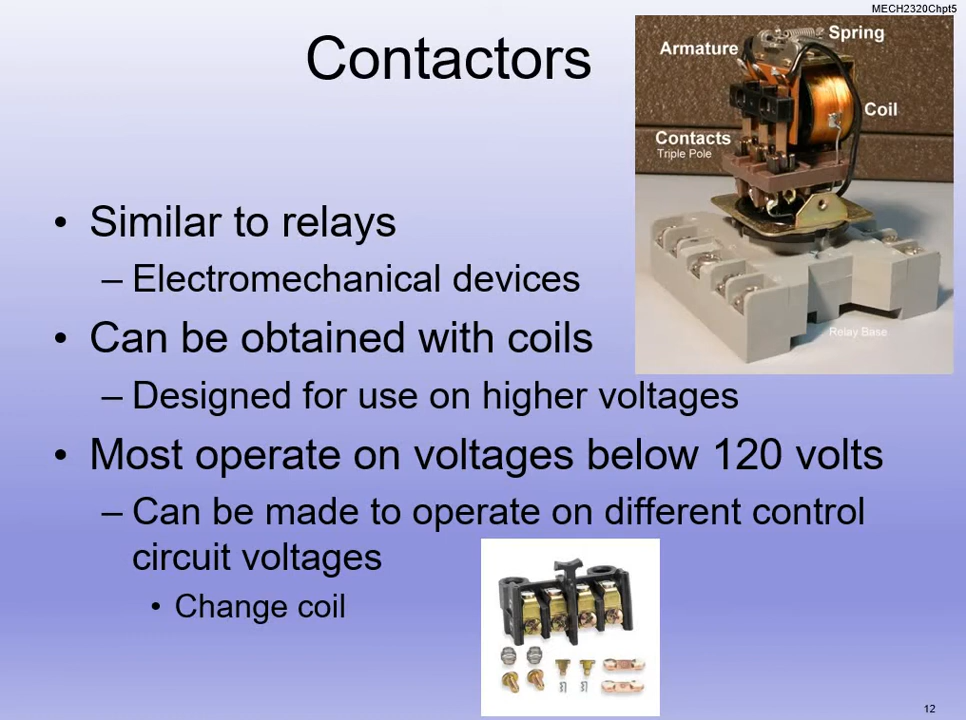 MECH2320Chpt5
Contactors
Spring
Armature
Coil
Contacts
Triple Pole
Relay Base
• Similar to relays
– Electromechanical devices
• Can be obtained with coils
– Designed for use on higher voltages
• Most operate on voltages below 120 volts
– Can be made to operate on different control
circuit voltages
• Change coil
12